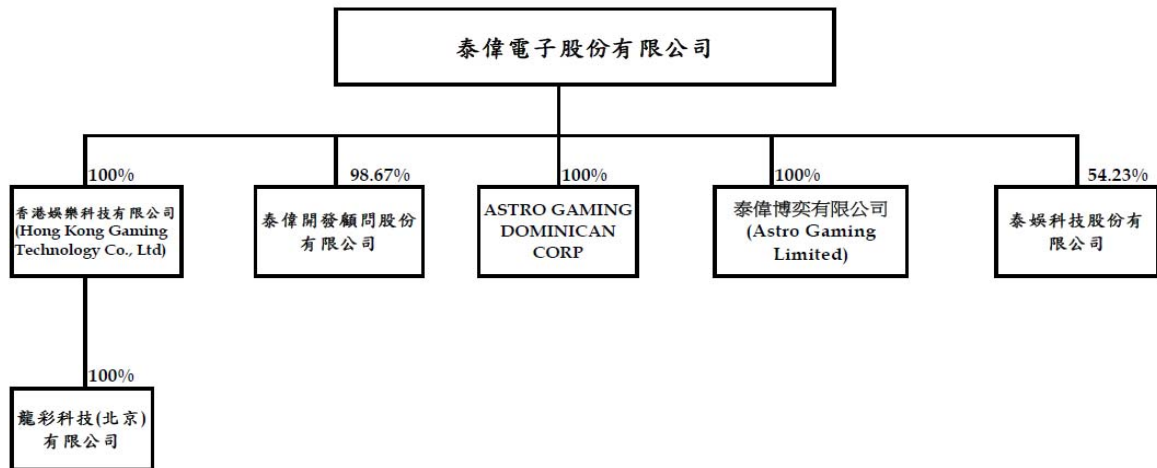 泰偉電子股份有限公司
100%
98.67%
100%
100%
54.23%
香港娛樂科技有限公司
(Hong Kong Gaming
Technology Co., Ltd)
泰偉開發顧問股份
有限公司
ASTRO GAMING
DOMINICAN
CORP
泰偉博奕有限公司
(Astro Gaming
Limited)
泰娛科技股份有
限公司
100%
龍彩科技(北京)
有限公司